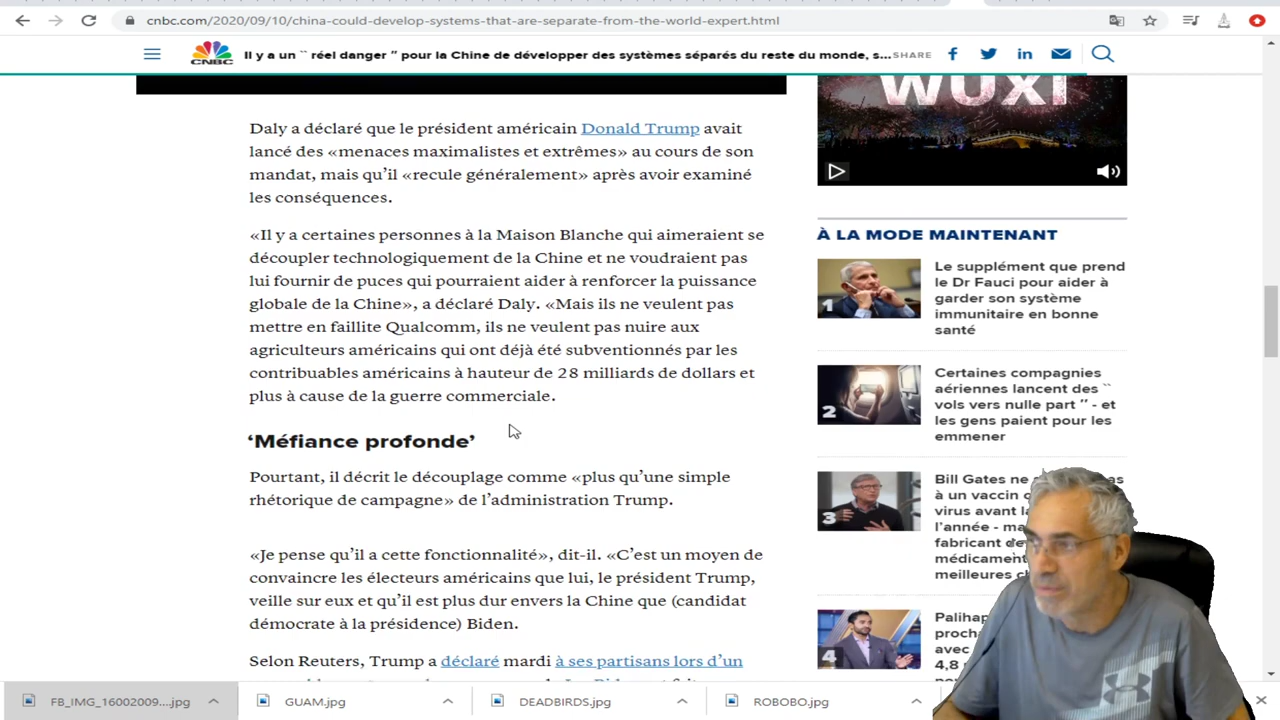 cnbc.com/2020/09/10/china-could-develop-systems-that-are-separate-from-the-world-expert.html
CNBC
Il y a un `` réel danger '' pour la Chine de développer des systèmes séparés du reste du monde, s...
SHARE
Daly a déclaré que le président américain Donald Trump avait
lancé des «menaces maximalistes et extrêmes» au cours de son
mandat, mais qu'il «recule généralement» après avoir examiné
les conséquences.
«Il y a certaines personnes à la Maison Blanche qui aimeraient se
découpler technologiquement de la Chine et ne voudraient pas
lui fournir de puces qui pourraient aider à renforcer la puissance
globale de la Chine», a déclaré Daly. «Mais ils ne veulent pas
mettre en faillite Qualcomm, ils ne veulent pas nuire aux
agriculteurs américains qui ont déjà été subventionnés par les
contribuables américains à hauteur de 28 milliards de dollars et
plus à cause de la guerre commerciale.
‘Méfiance profonde’
Pourtant, il décrit le découplage comme «plus qu'une simple
rhétorique de campagne» de l'administration Trump.
«Je pense qu'il a cette fonctionnalité», dit-il. «C'est un moyen de
convaincre les électeurs américains que lui, le président Trump,
veille sur eux et qu'il est plus dur envers la Chine que (candidat
démocrate à la présidence) Biden.
Selon Reuters, Trump a déclaré mardi à ses partisans lors d'un
WUXI
À LA MODE MAINTENANT
1
Le supplément que prend
le Dr Fauci pour aider à
garder son système
immunitaire en bonne
santé
2
Certaines compagnies
aériennes lancent des ``
vols vers nulle part '' - et
les gens paient pour les
emmener
3
Bill Gates ne
à un vaccin
virus avant
l'année -
fabricant de
médicament
meilleures
4
avec
4,8
FB_IMG_16002009....jpg
GUAM.jpg
DEADBIRDS.jpg
ROBOBO.jpg